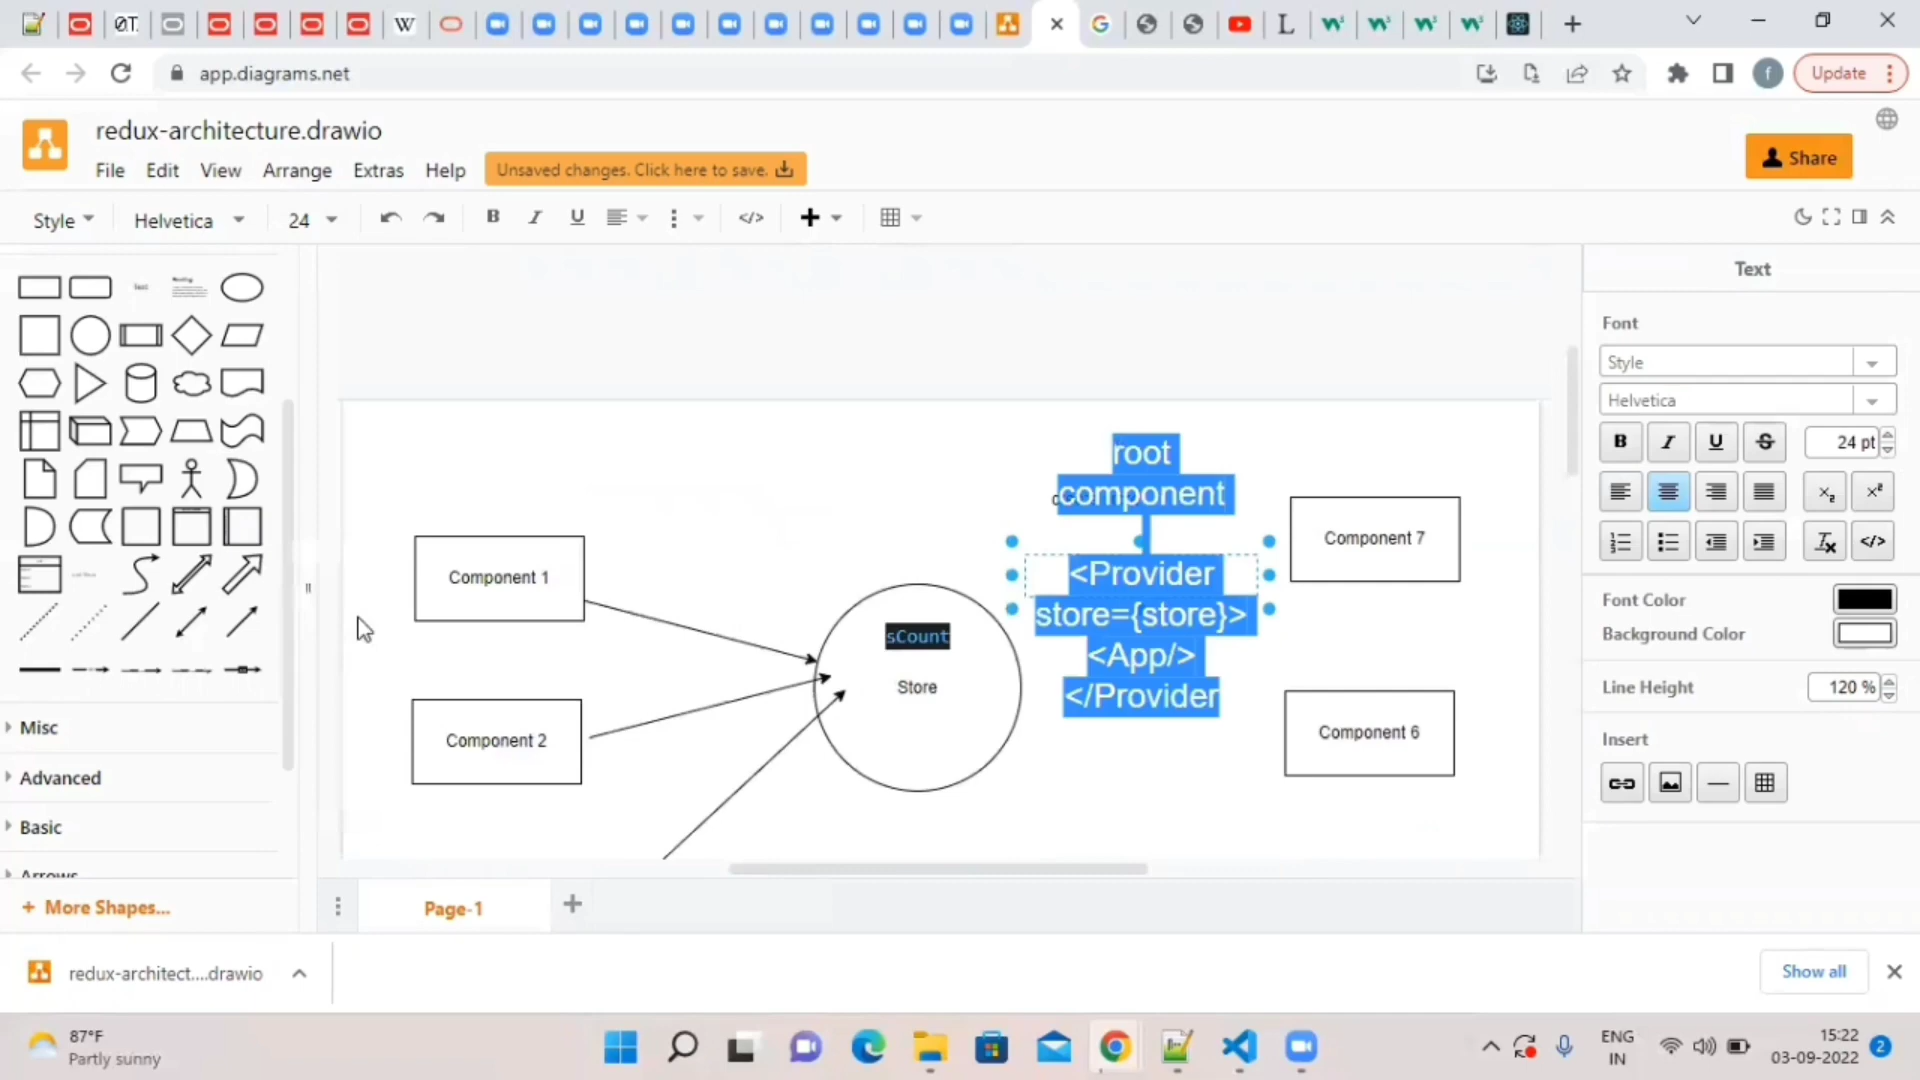 app.diagrams.net
Update
redux-architecture.drawio
File Edit View Arrange Extras Help
Unsaved changes. Click here to save.
Share
Style Helvetica 24 B I U </>
Text
Font
Style
Helvetica
B I U S 24 pt
Font Color
Background Color
Line Height 120 %
Insert
root
component
<Provider
store={store}>
<App/>
</Provider
Component 7
Component 1
sCount
Store
Component 2
Component 6
Misc
Advanced
Basic
Arrows
+ More Shapes...
Page-1
redux-architect....drawio
Show all
87°F
Partly sunny
ENG
IN
15:22
03-09-2022
2